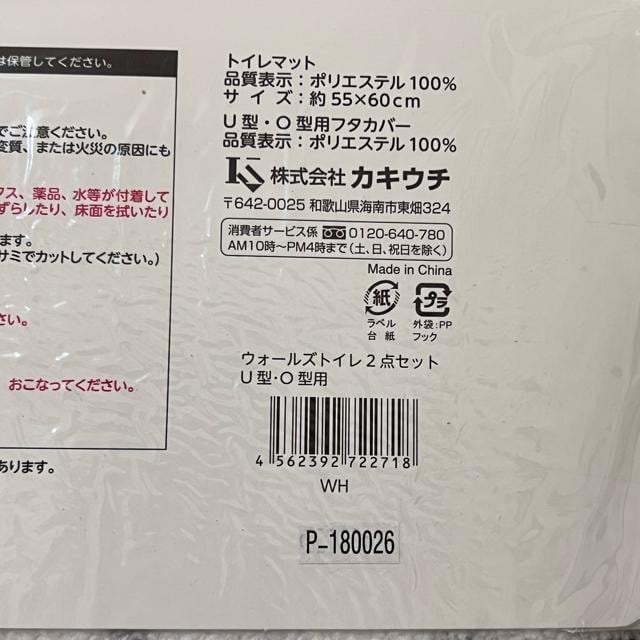 は保管してください。
でご注意ください。
変質、または火災の原因にも
クス、薬品、水等が付着して
ずらしたり、床面を拭いたり
ます。
サミでカットしてください。)
さい。
おこなってください。
あります。
トイレマット
品質表示：ポリエステル100%
サイズ：約55×60cm
U型・O型用フタカバー
品質表示：ポリエステル100%
株式会社カキウチ
〒642-0025 和歌山県海南市東畑324
消費者サービス係 0120-640-780
AM10時〜PM4時まで(土、日、祝日を除く)
Made in China
紙 プラ
ラベル 外袋:PP
台紙 フック
ウォールズトイレ2点セット
U型・O型用
4 562392 722718
WH
P-180026